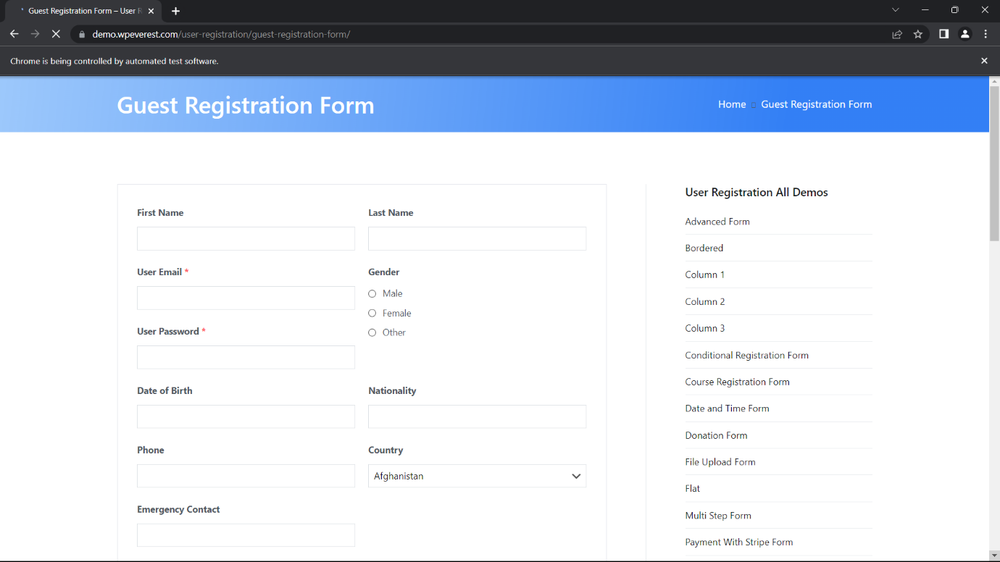 Guest Registration Form – User R
demo.wpeverest.com/user-registration/guest-registration-form/
Chrome is being controlled by automated test software.
Guest Registration Form
Home
Guest Registration Form
First Name
Last Name
User Email *
Gender
Male
Female
Other
User Password *
Date of Birth
Nationality
Phone
Country
Afghanistan
Emergency Contact
User Registration All Demos
Advanced Form
Bordered
Column 1
Column 2
Column 3
Conditional Registration Form
Course Registration Form
Date and Time Form
Donation Form
File Upload Form
Flat
Multi Step Form
Payment With Stripe Form